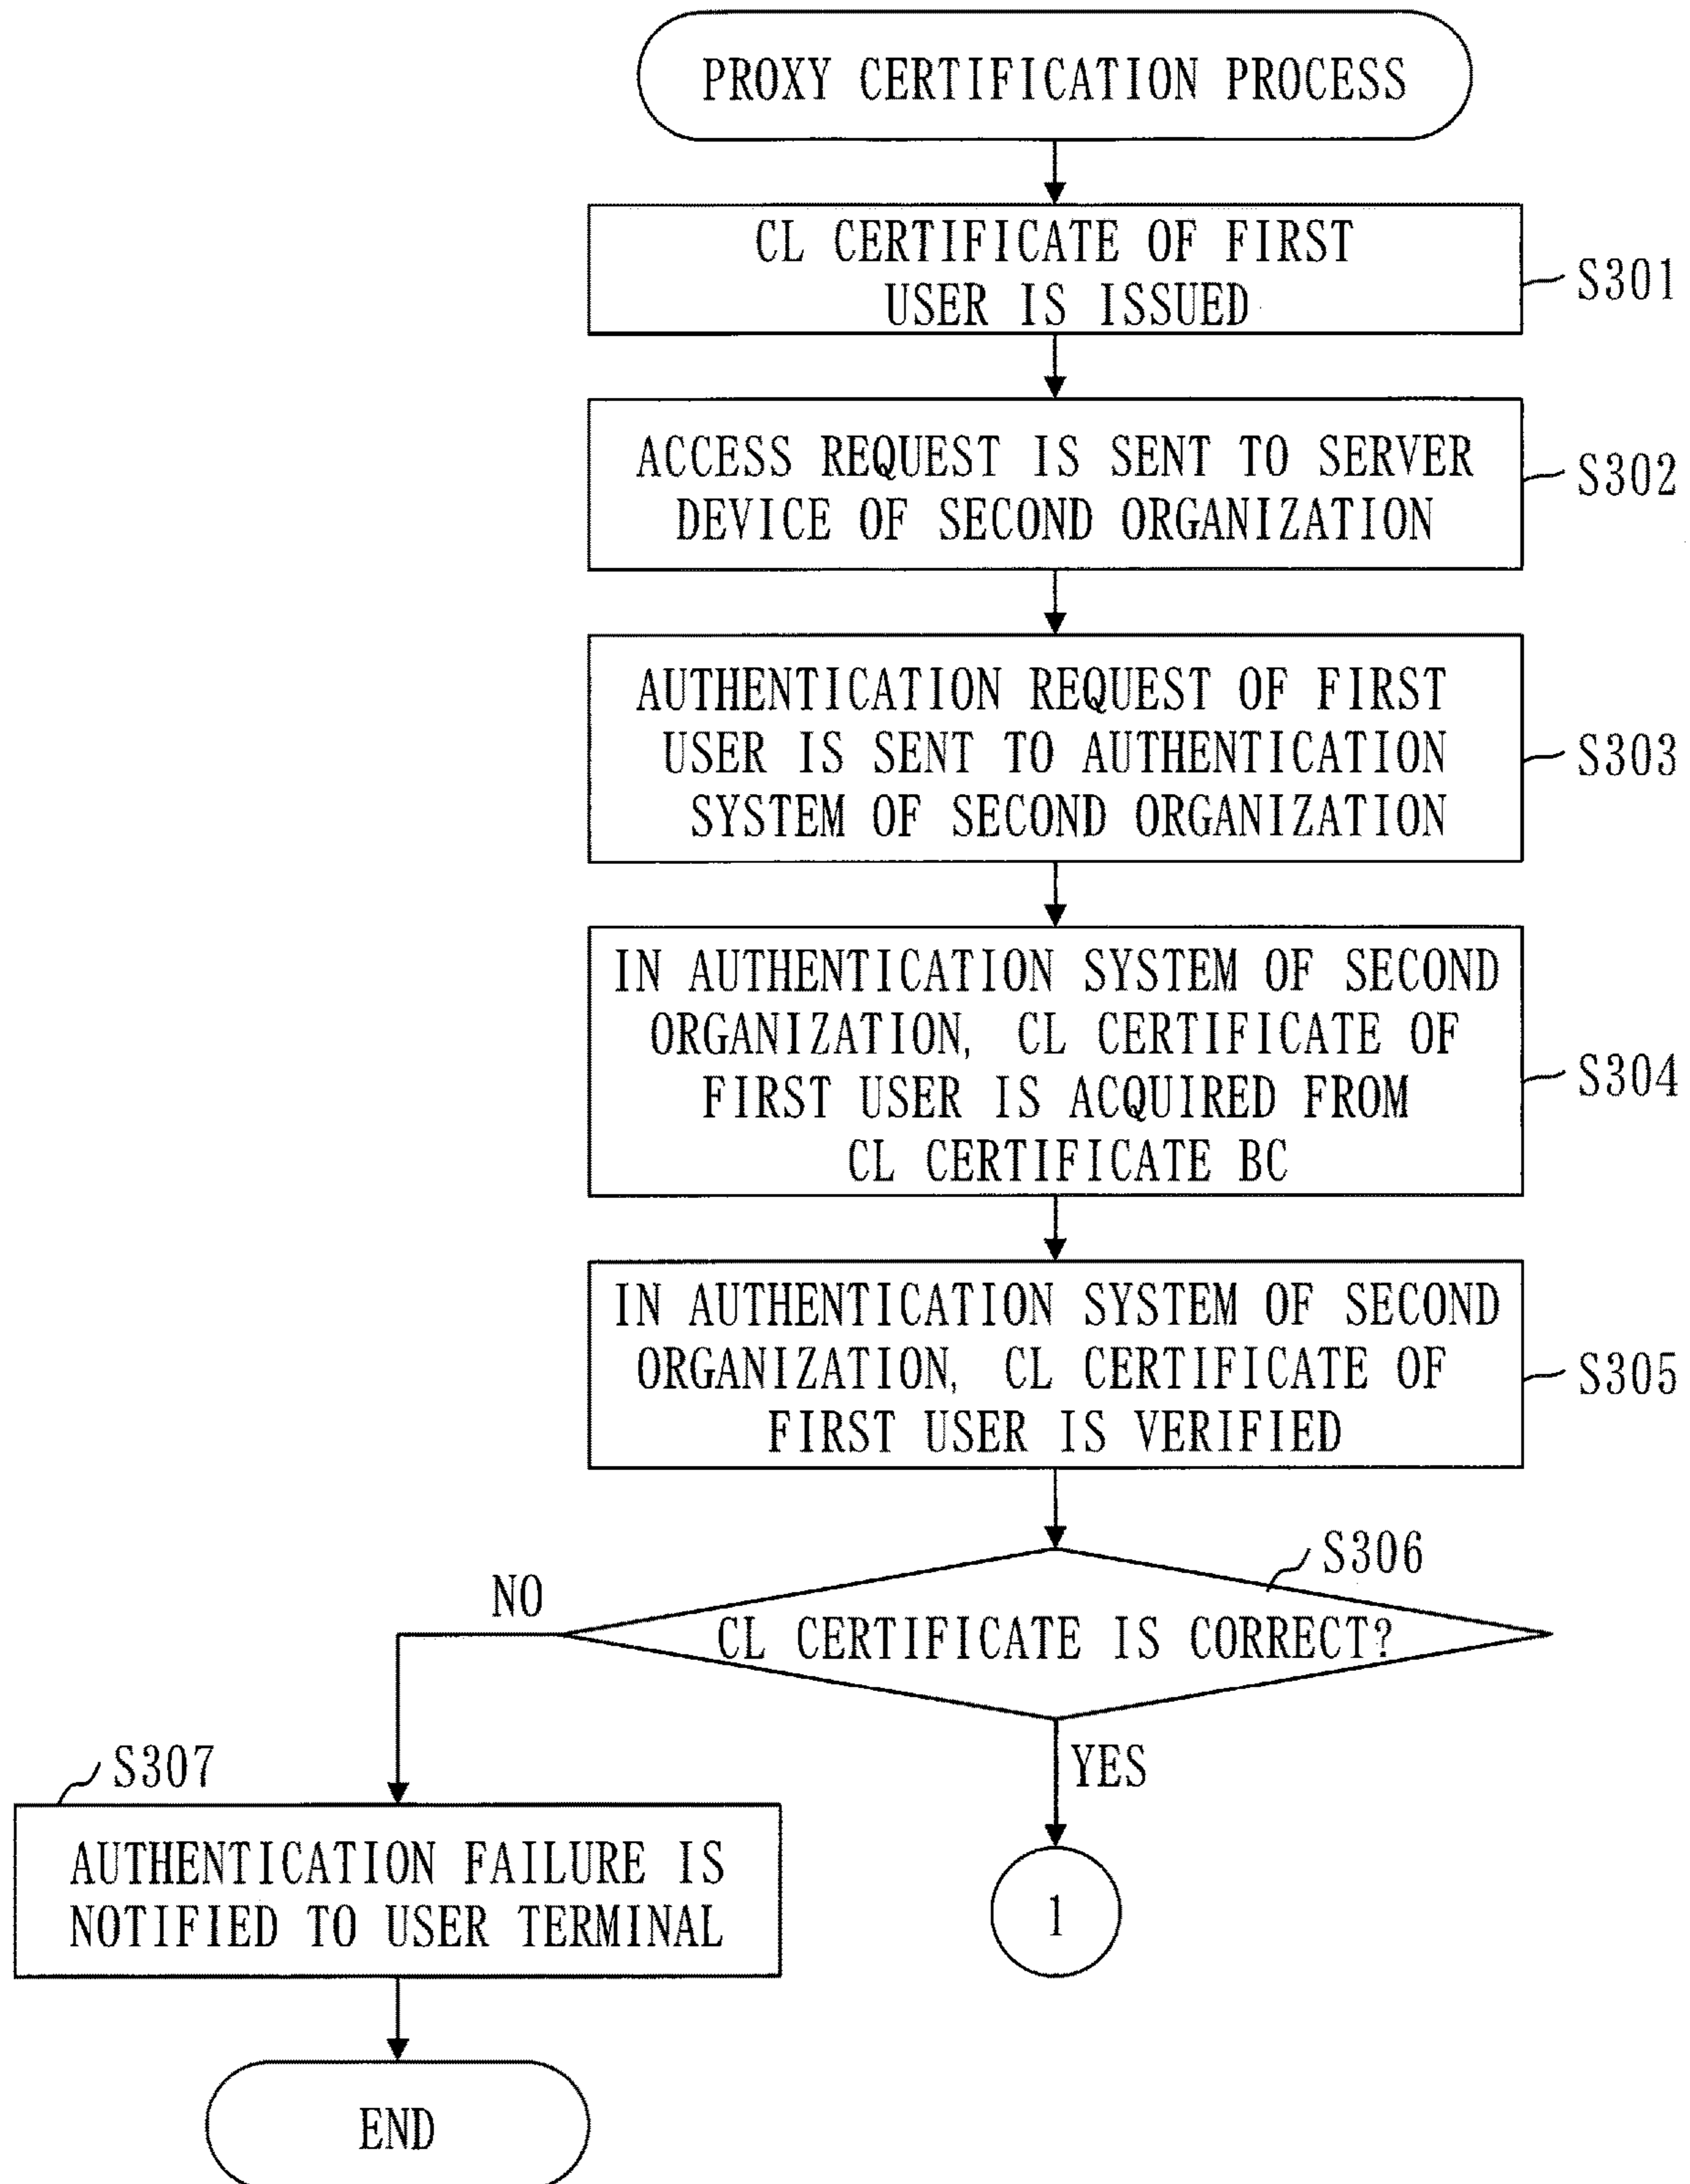 PROXY CERTIFICATION PROCESS
CL CERTIFICATE OF FIRST
USER IS ISSUED
S301
ACCESS REQUEST IS SENT TO SERVER
DEVICE OF SECOND ORGANIZATION
S302
AUTHENTICATION REQUEST OF FIRST
USER IS SENT TO AUTHENTICATION
SYSTEM OF SECOND ORGANIZATION
S303
IN AUTHENTICATION SYSTEM OF SECOND
ORGANIZATION, CL CERTIFICATE OF
FIRST USER IS ACQUIRED FROM
CL CERTIFICATE BC
S304
IN AUTHENTICATION SYSTEM OF SECOND
ORGANIZATION, CL CERTIFICATE OF
FIRST USER IS VERIFIED
S305
S306
NO
CL CERTIFICATE IS CORRECT?
YES
S307
AUTHENTICATION FAILURE IS
NOTIFIED TO USER TERMINAL
1
END